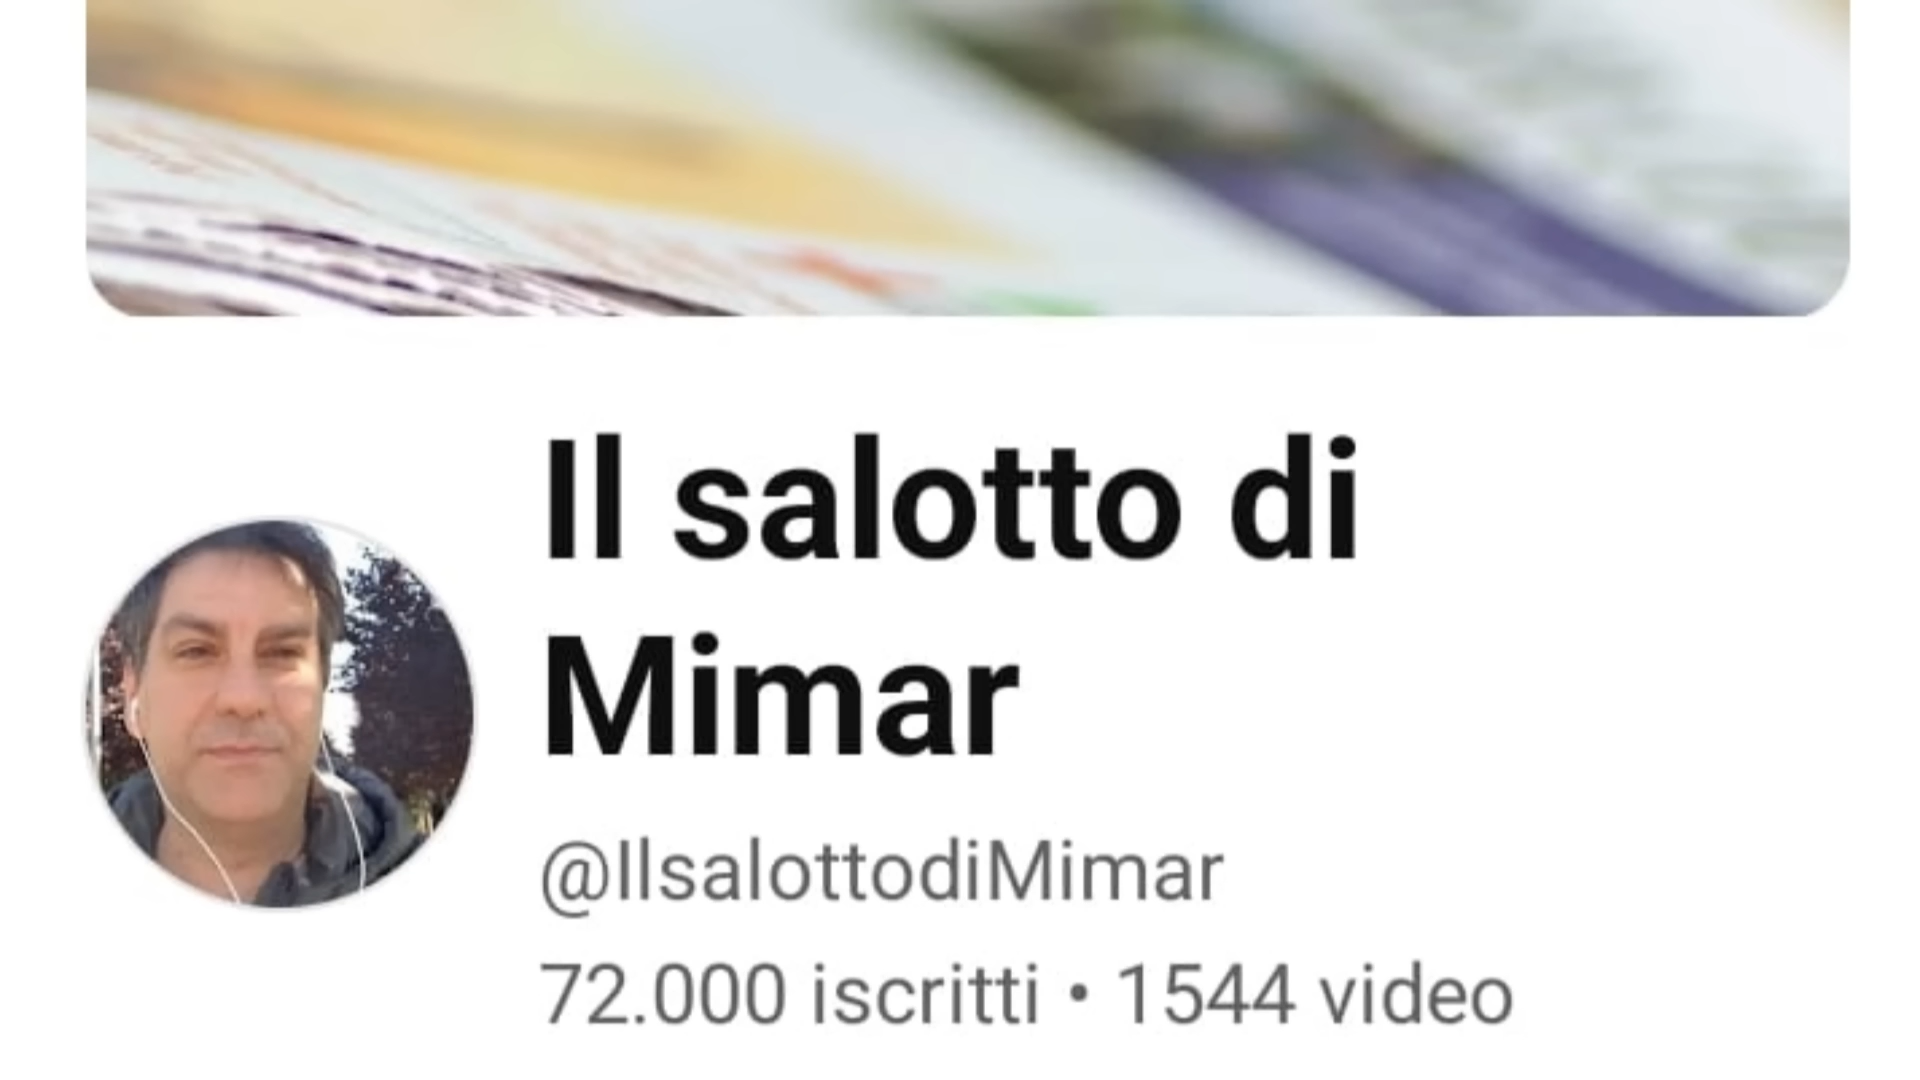 Il salotto di
Mimar
@IlsalottodiMimar
72.000 iscritti • 1544 video